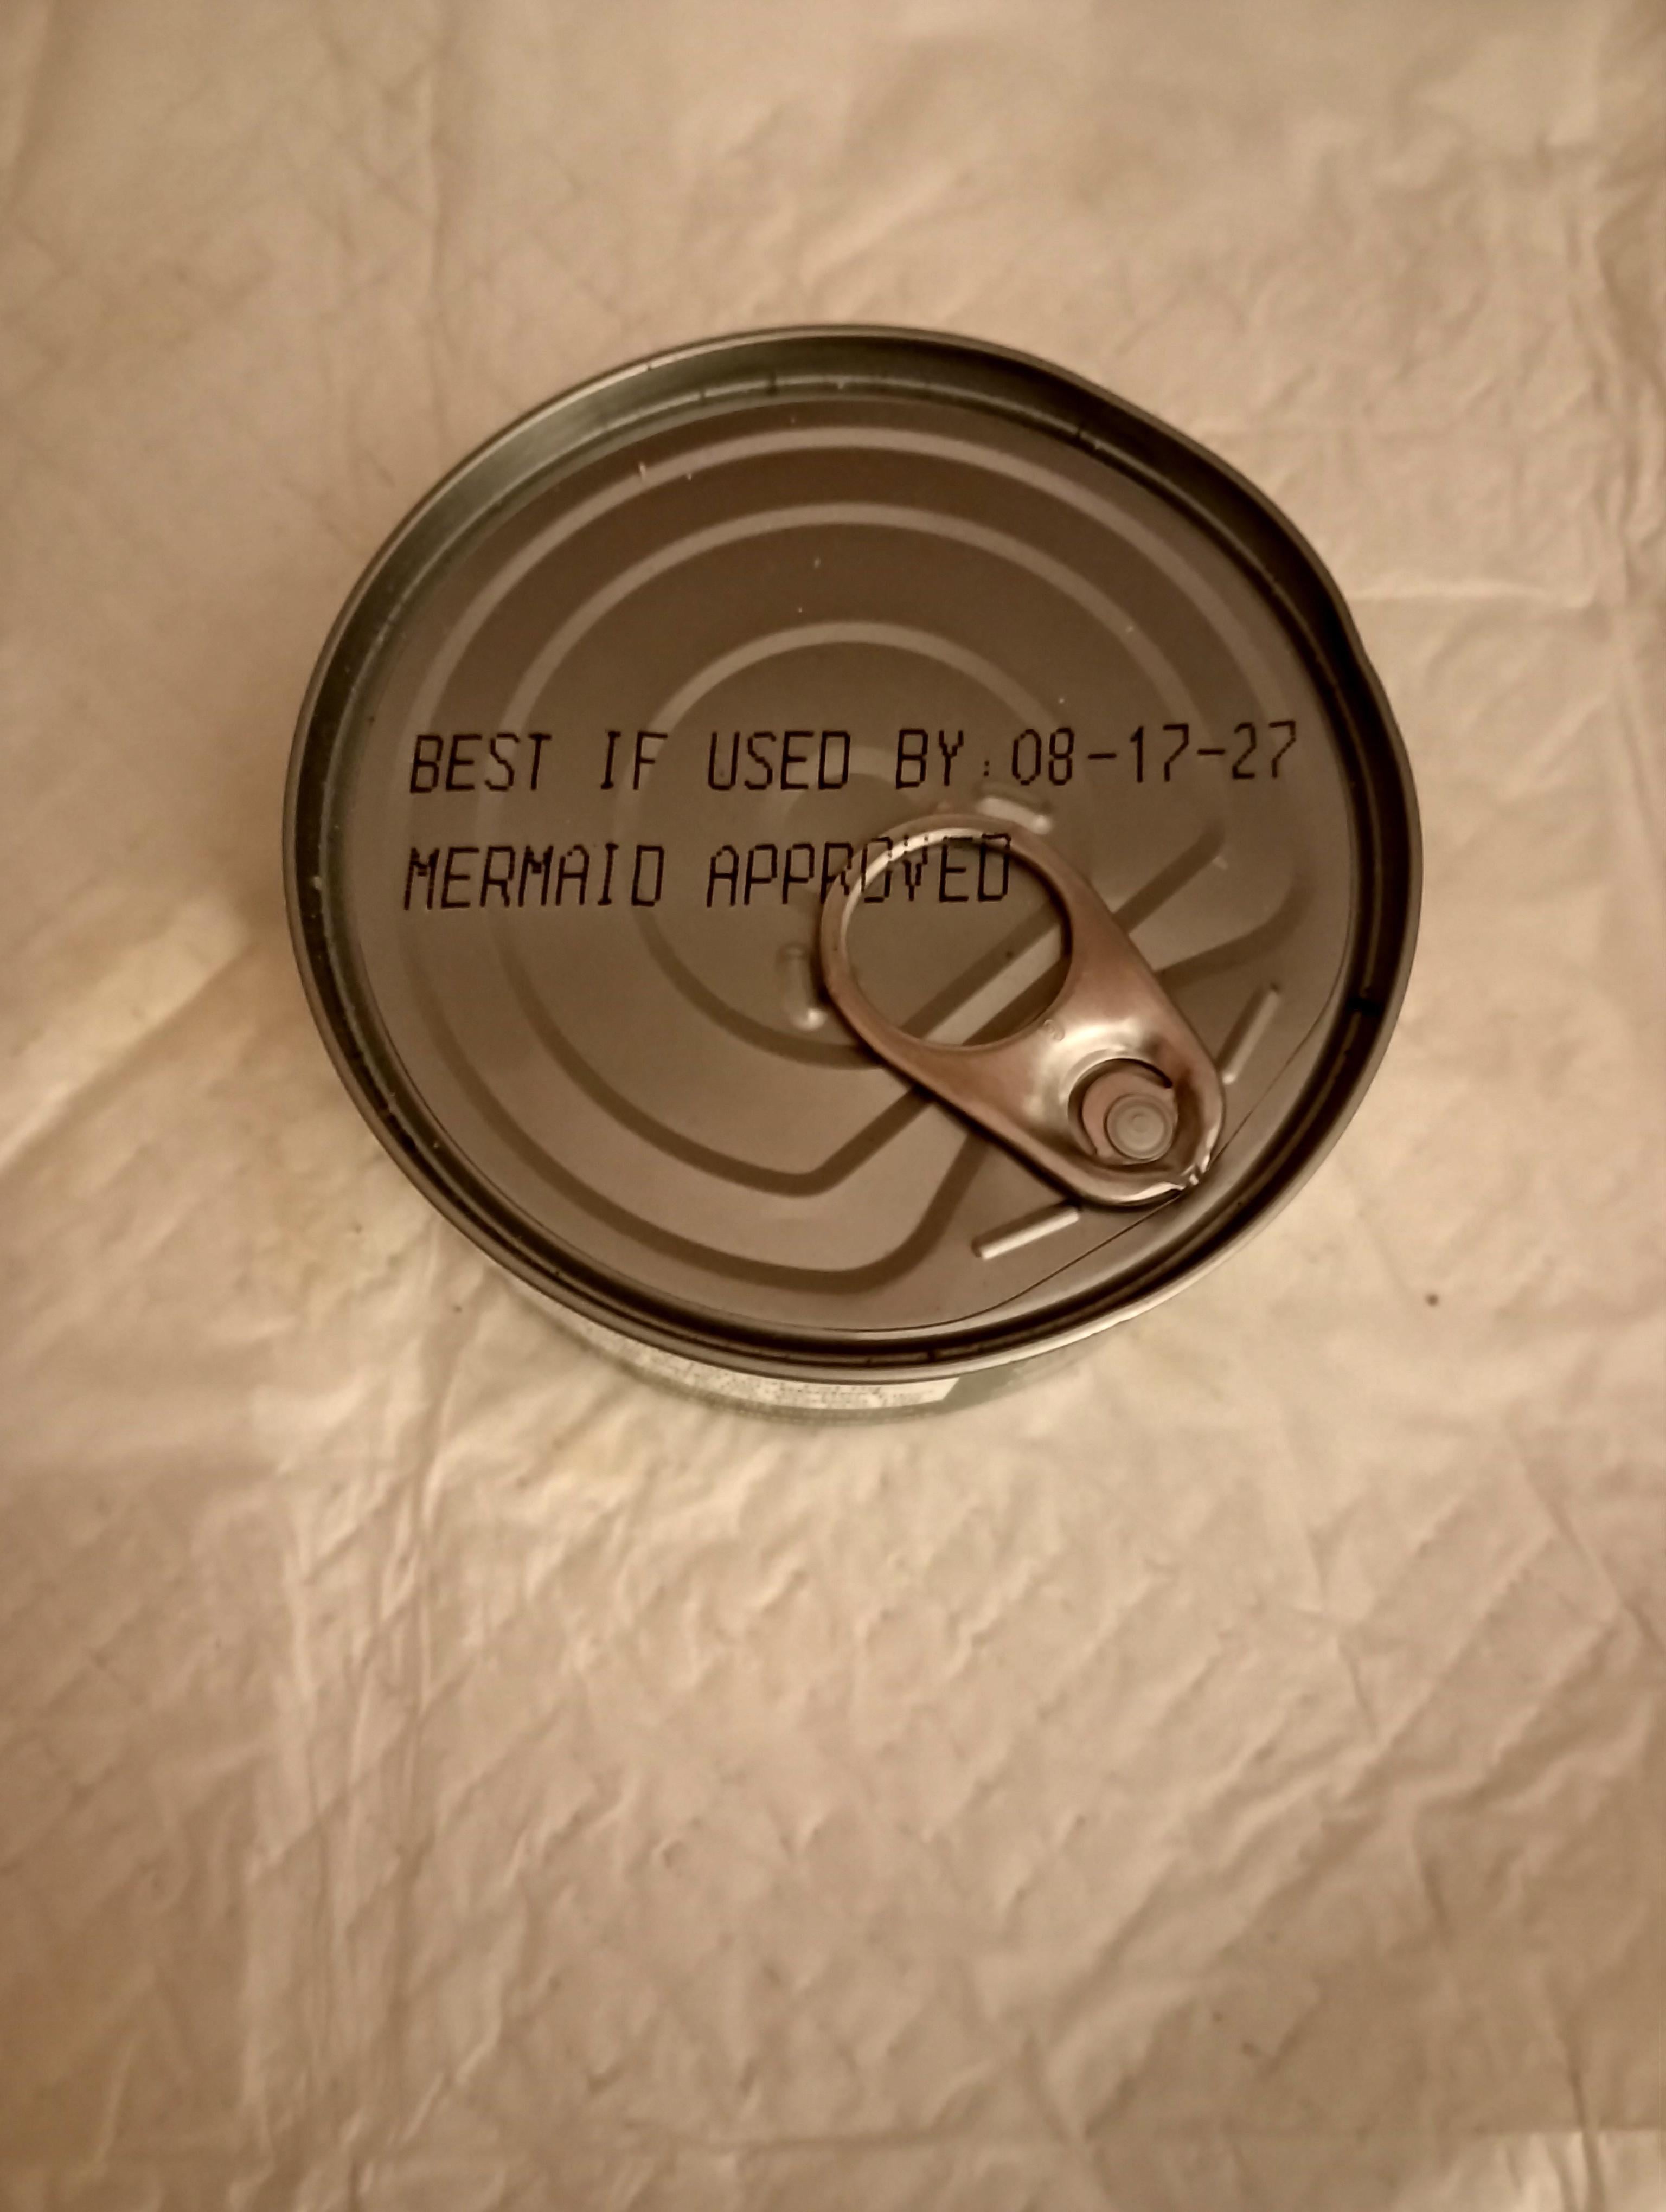 BEST IF USED BY:08-17-27
MERMAID APPROVED